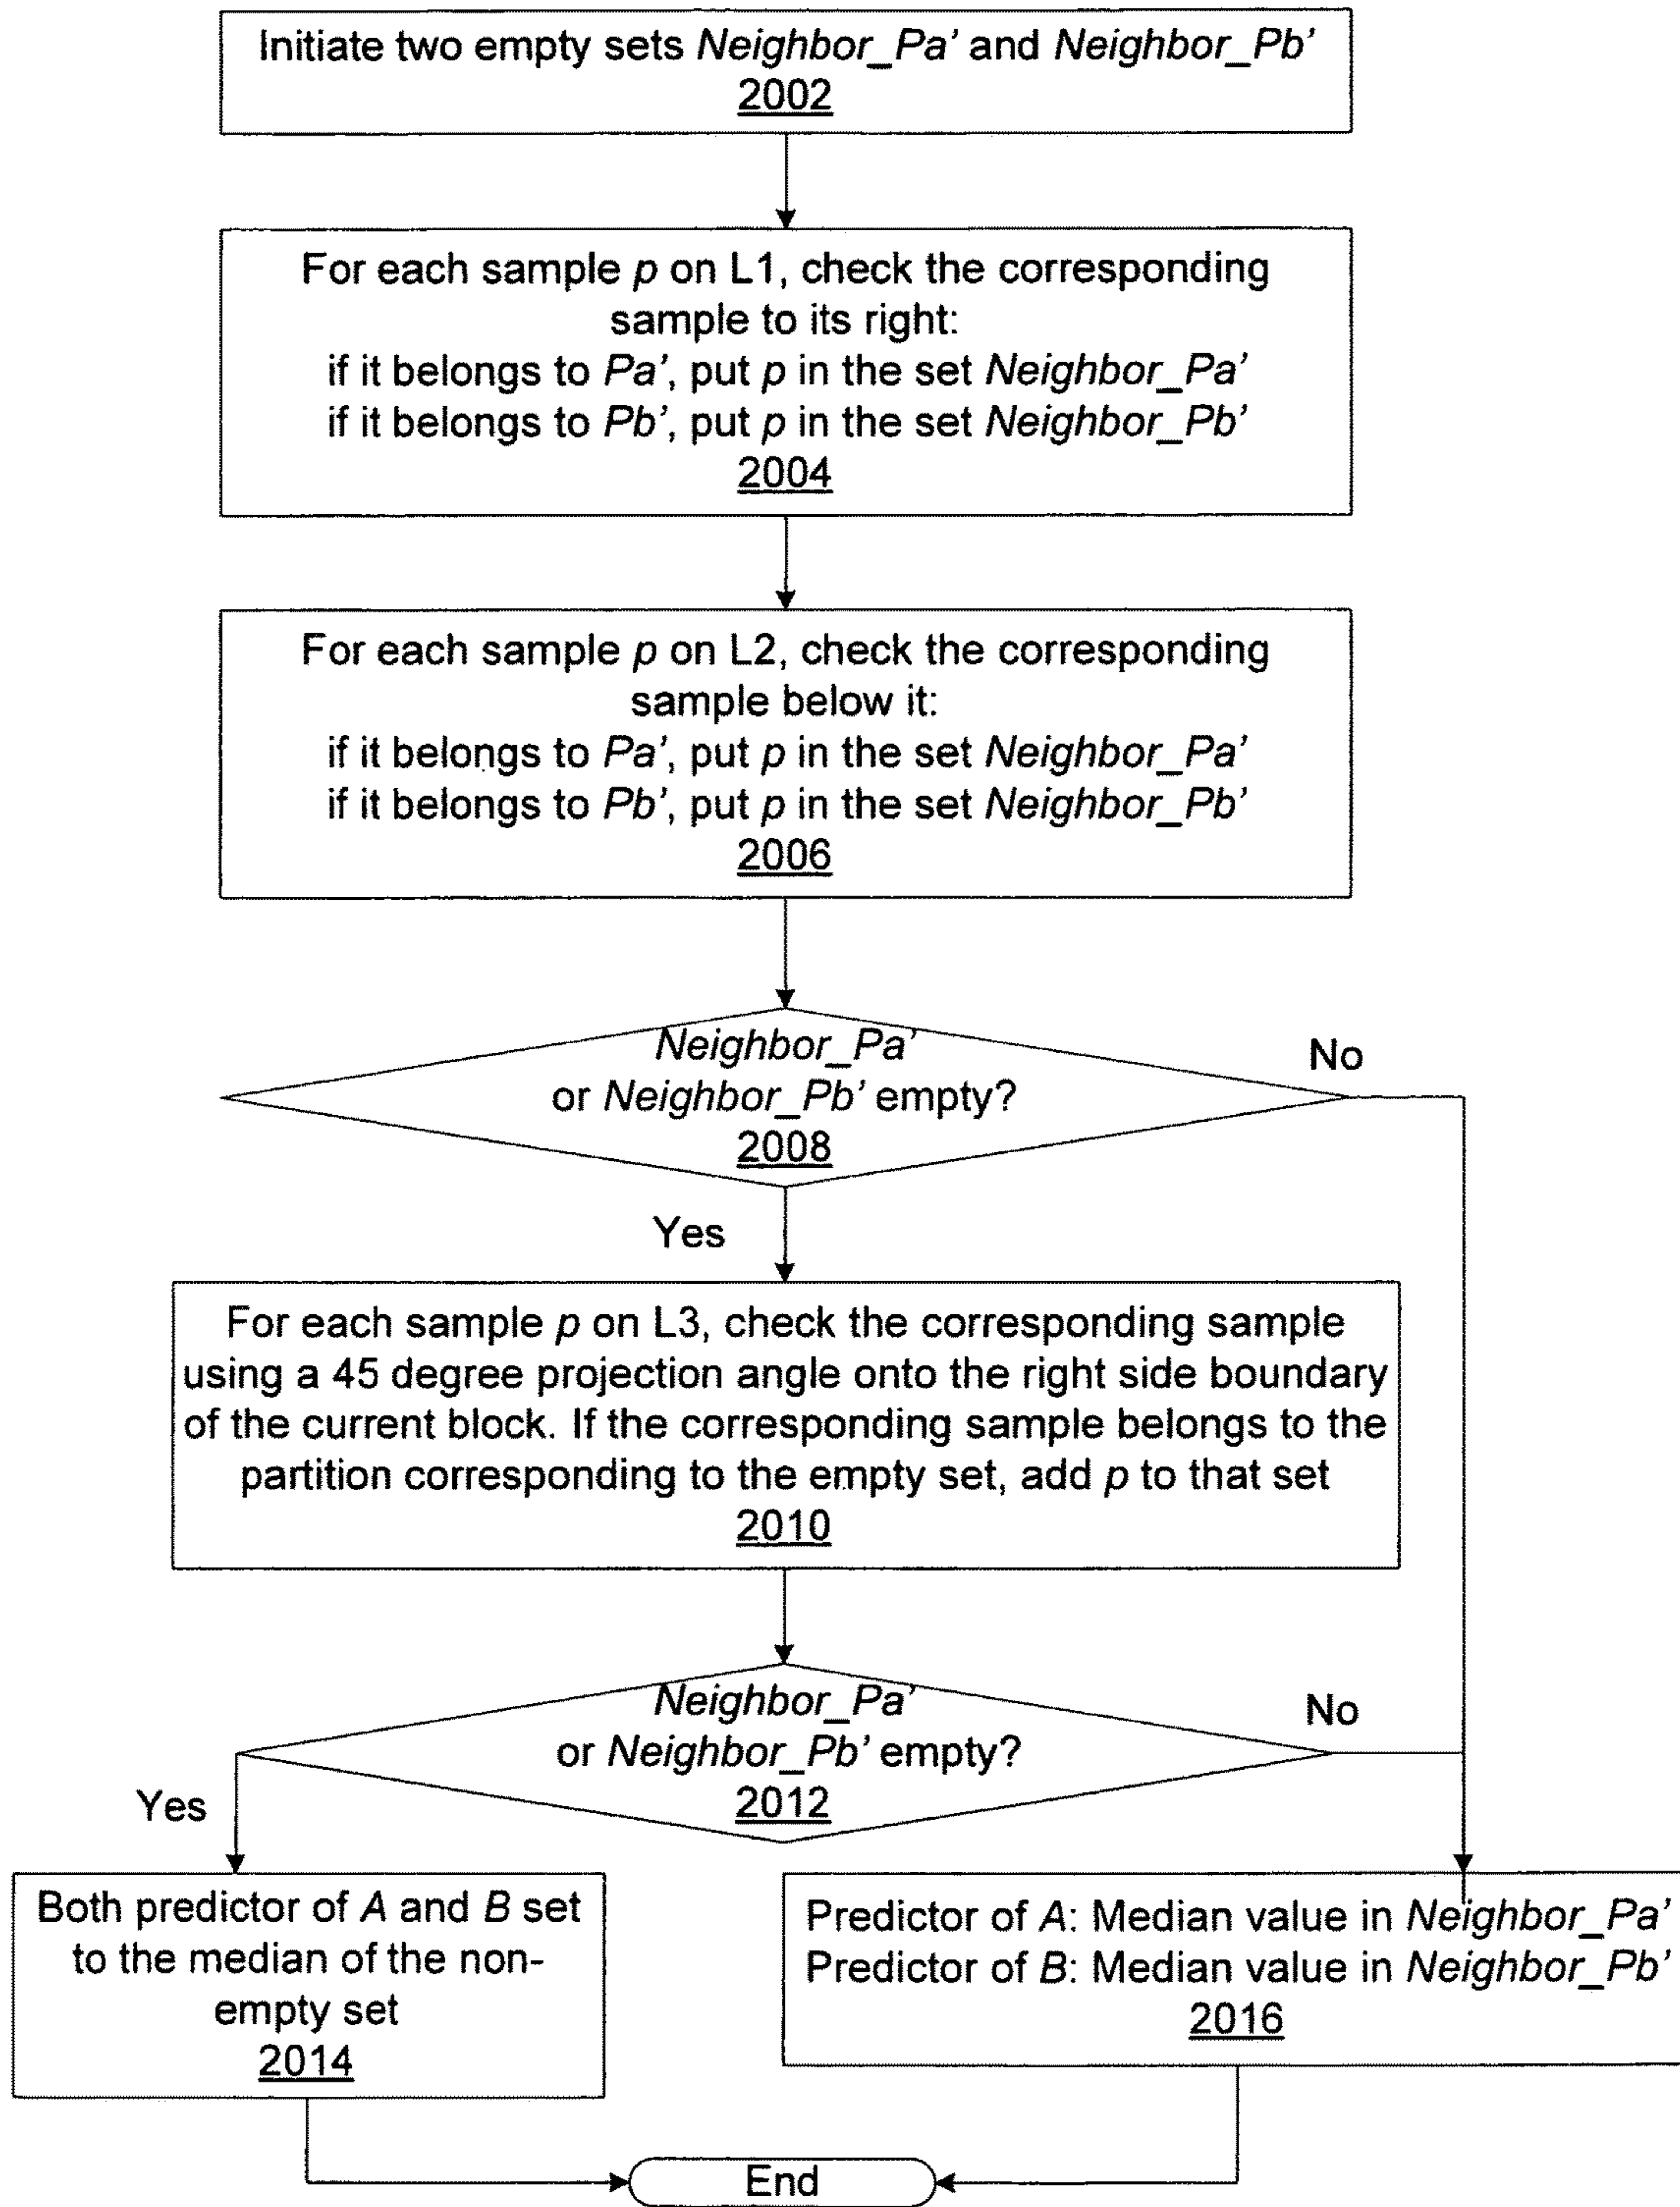 Initiate two empty sets Neighbor_Pa’ and Neighbor_Pb’
2002
For each sample p on L1, check the corresponding
sample to its right:
if it belongs to Pa’, put p in the set Neighbor_Pa’
if it belongs to Pb’, put p in the set Neighbor_Pb’
2004
For each sample p on L2, check the corresponding
sample below it:
if it belongs to Pa’, put p in the set Neighbor_Pa’
if it belongs to Pb’, put p in the set Neighbor_Pb’
2006
Neighbor_Pa’
or Neighbor_Pb’ empty?
2008
No
Yes
For each sample p on L3, check the corresponding sample
using a 45 degree projection angle onto the right side boundary
of the current block. If the corresponding sample belongs to the
partition corresponding to the empty set, add p to that set
2010
Neighbor_Pa’
or Neighbor_Pb’ empty?
2012
No
Yes
Both predictor of A and B set
to the median of the non-
empty set
2014
Predictor of A: Median value in Neighbor_Pa’
Predictor of B: Median value in Neighbor_Pb’
2016
End